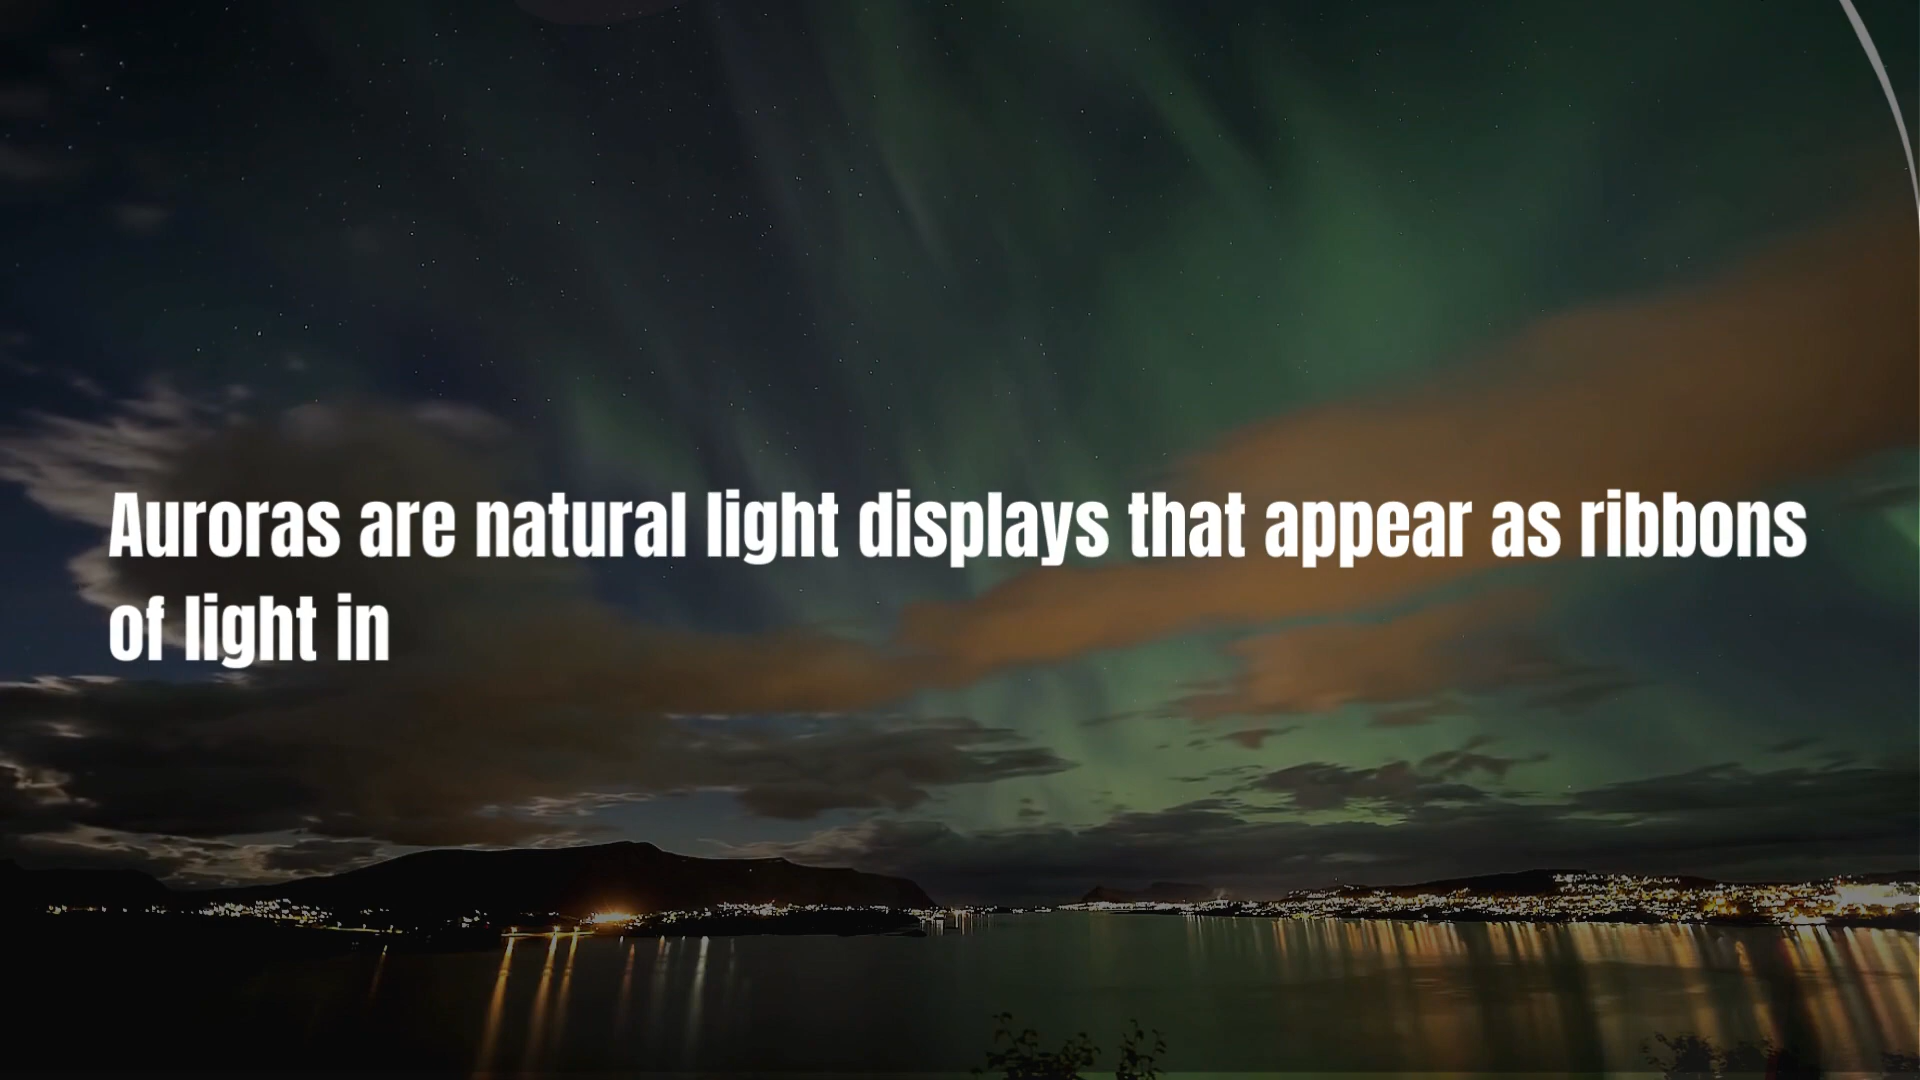 Auroras are natural light displays that appear as ribbons
of light in